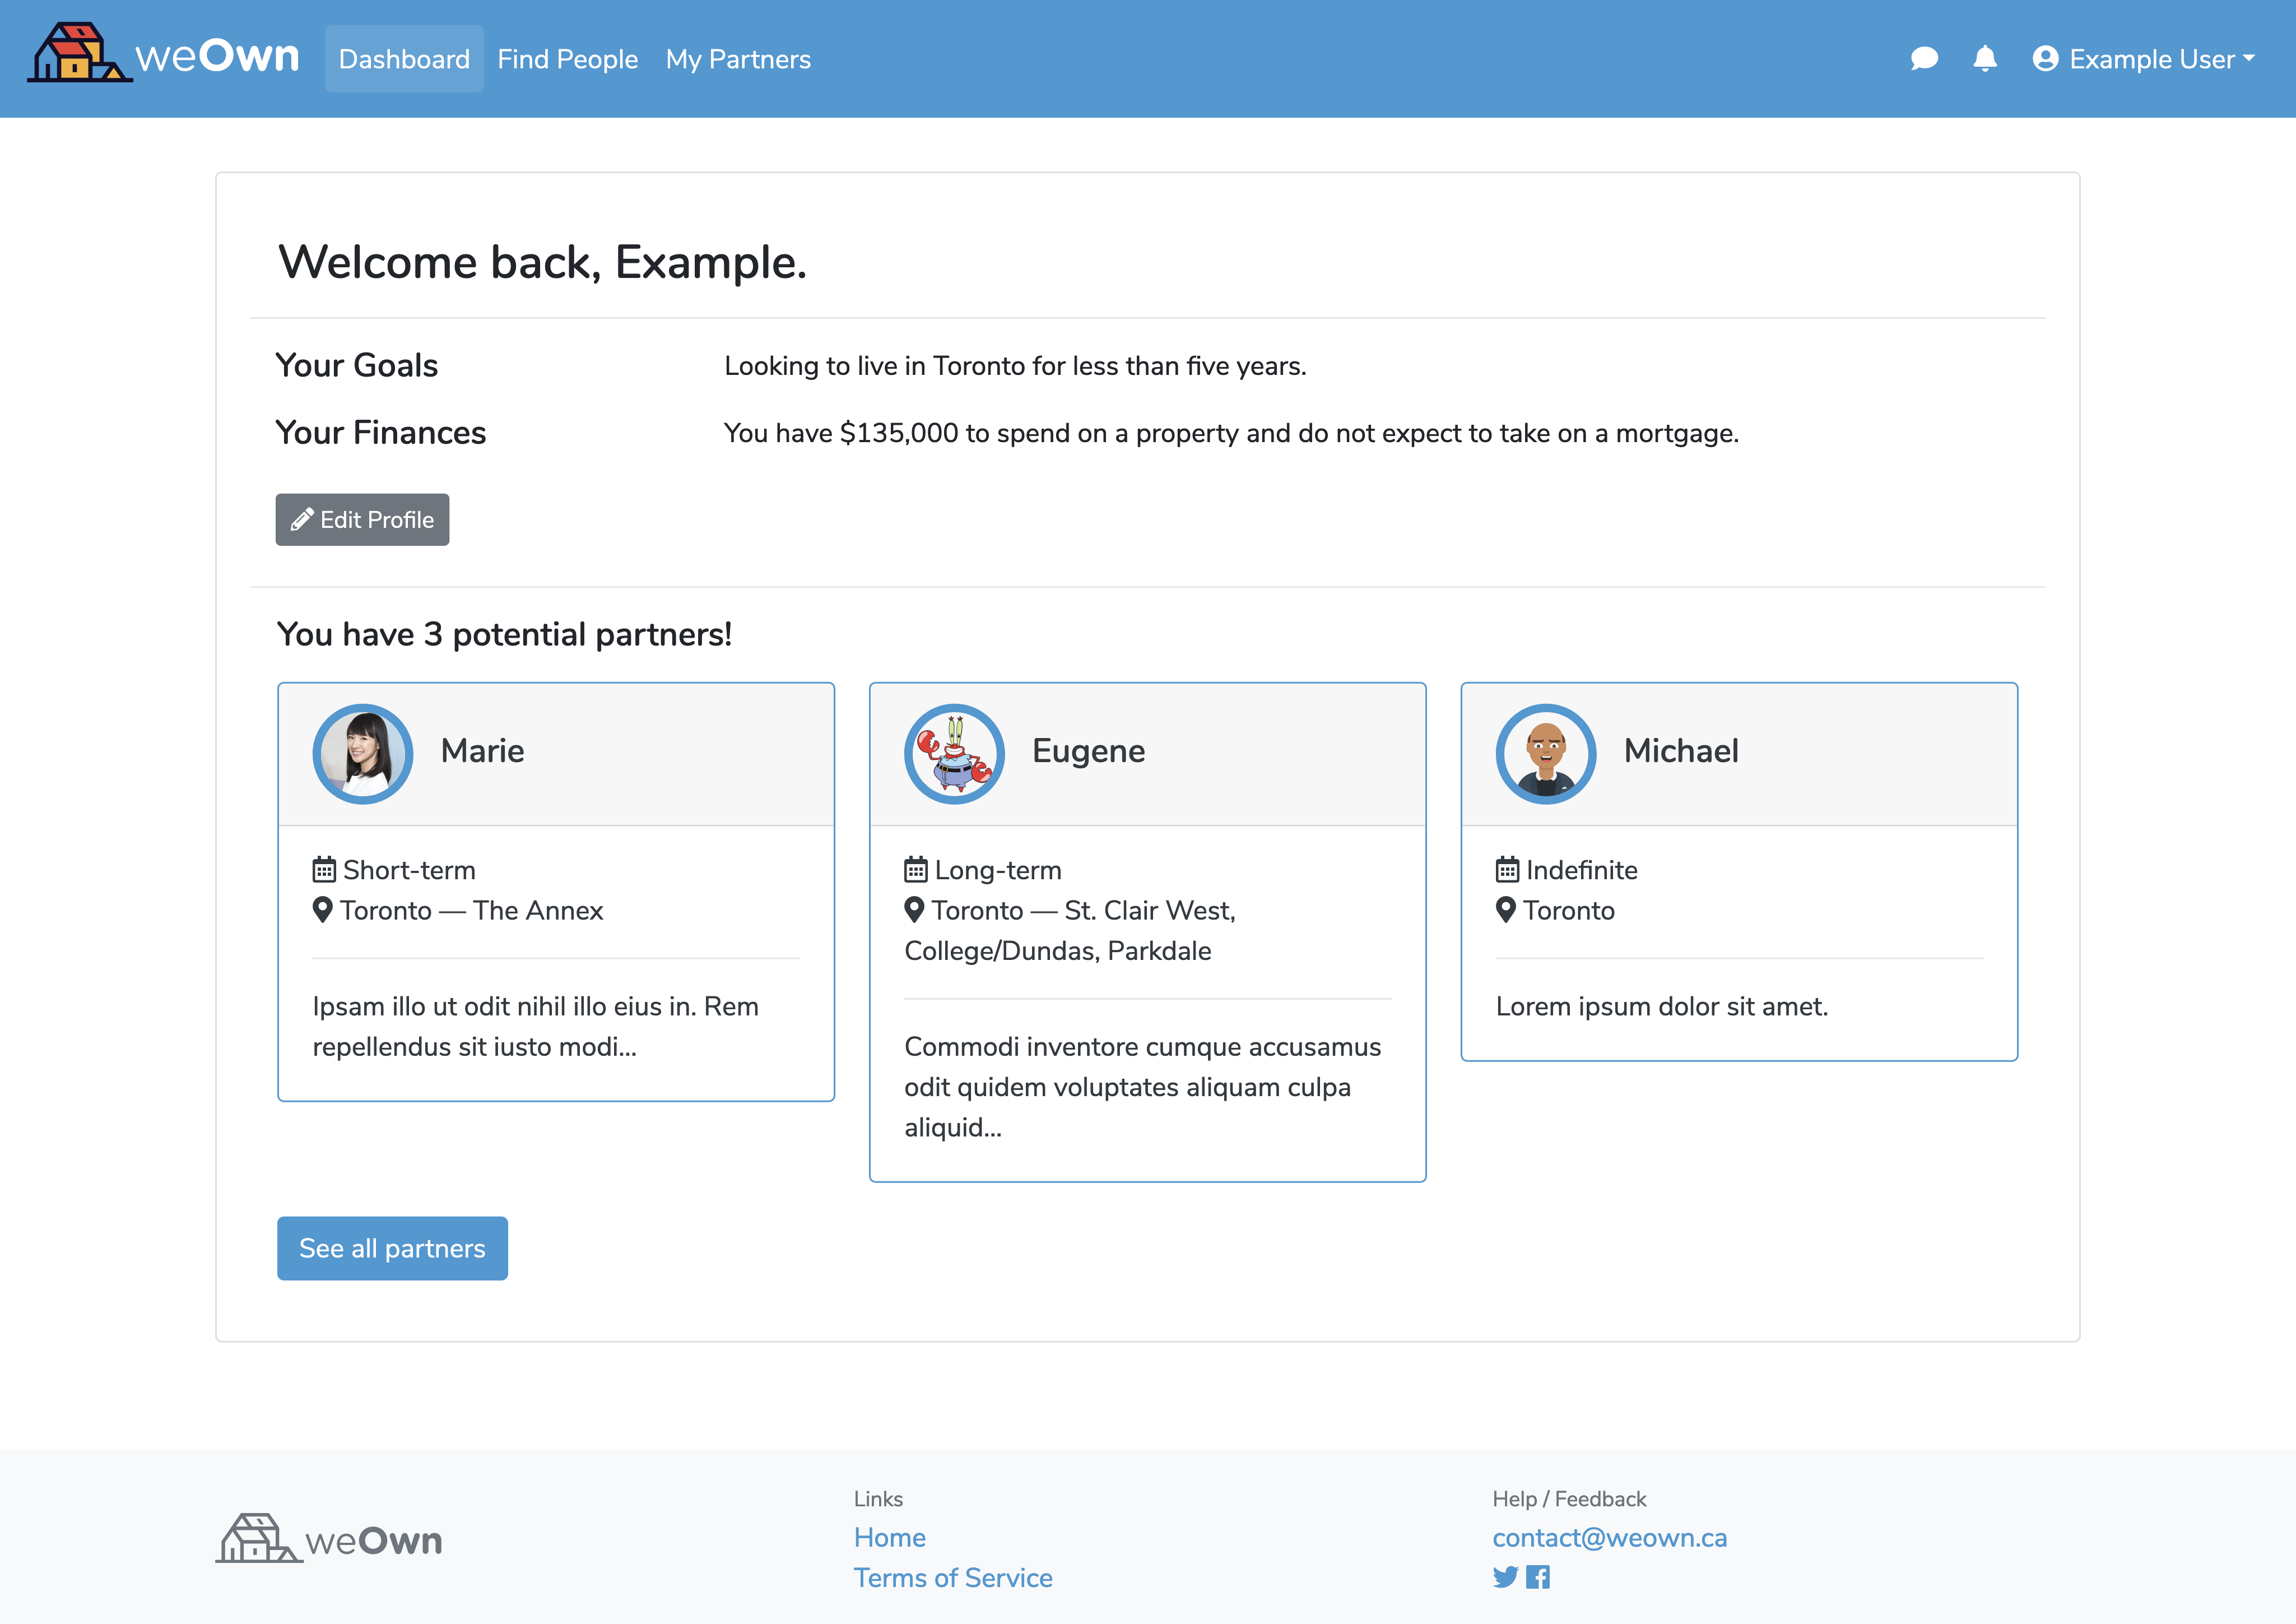 weOwn Dashboard Find People My Partners Example User
Welcome back, Example.
Your Goals Looking to live in Toronto for less than five years.
Your Finances You have $135,000 to spend on a property and do not expect to take on a mortgage.
Edit Profile
You have 3 potential partners!
Marie
Short-term
Toronto — The Annex
Ipsam illo ut odit nihil illo eius in. Rem
repellendus sit iusto modi...
Eugene
Long-term
Toronto — St. Clair West,
College/Dundas, Parkdale
Commodi inventore cumque accusamus
odit quidem voluptates aliquam culpa
aliquid...
Michael
Indefinite
Toronto
Lorem ipsum dolor sit amet.
See all partners
weOwn
Links
Home
Terms of Service
Help / Feedback
contact@weown.ca